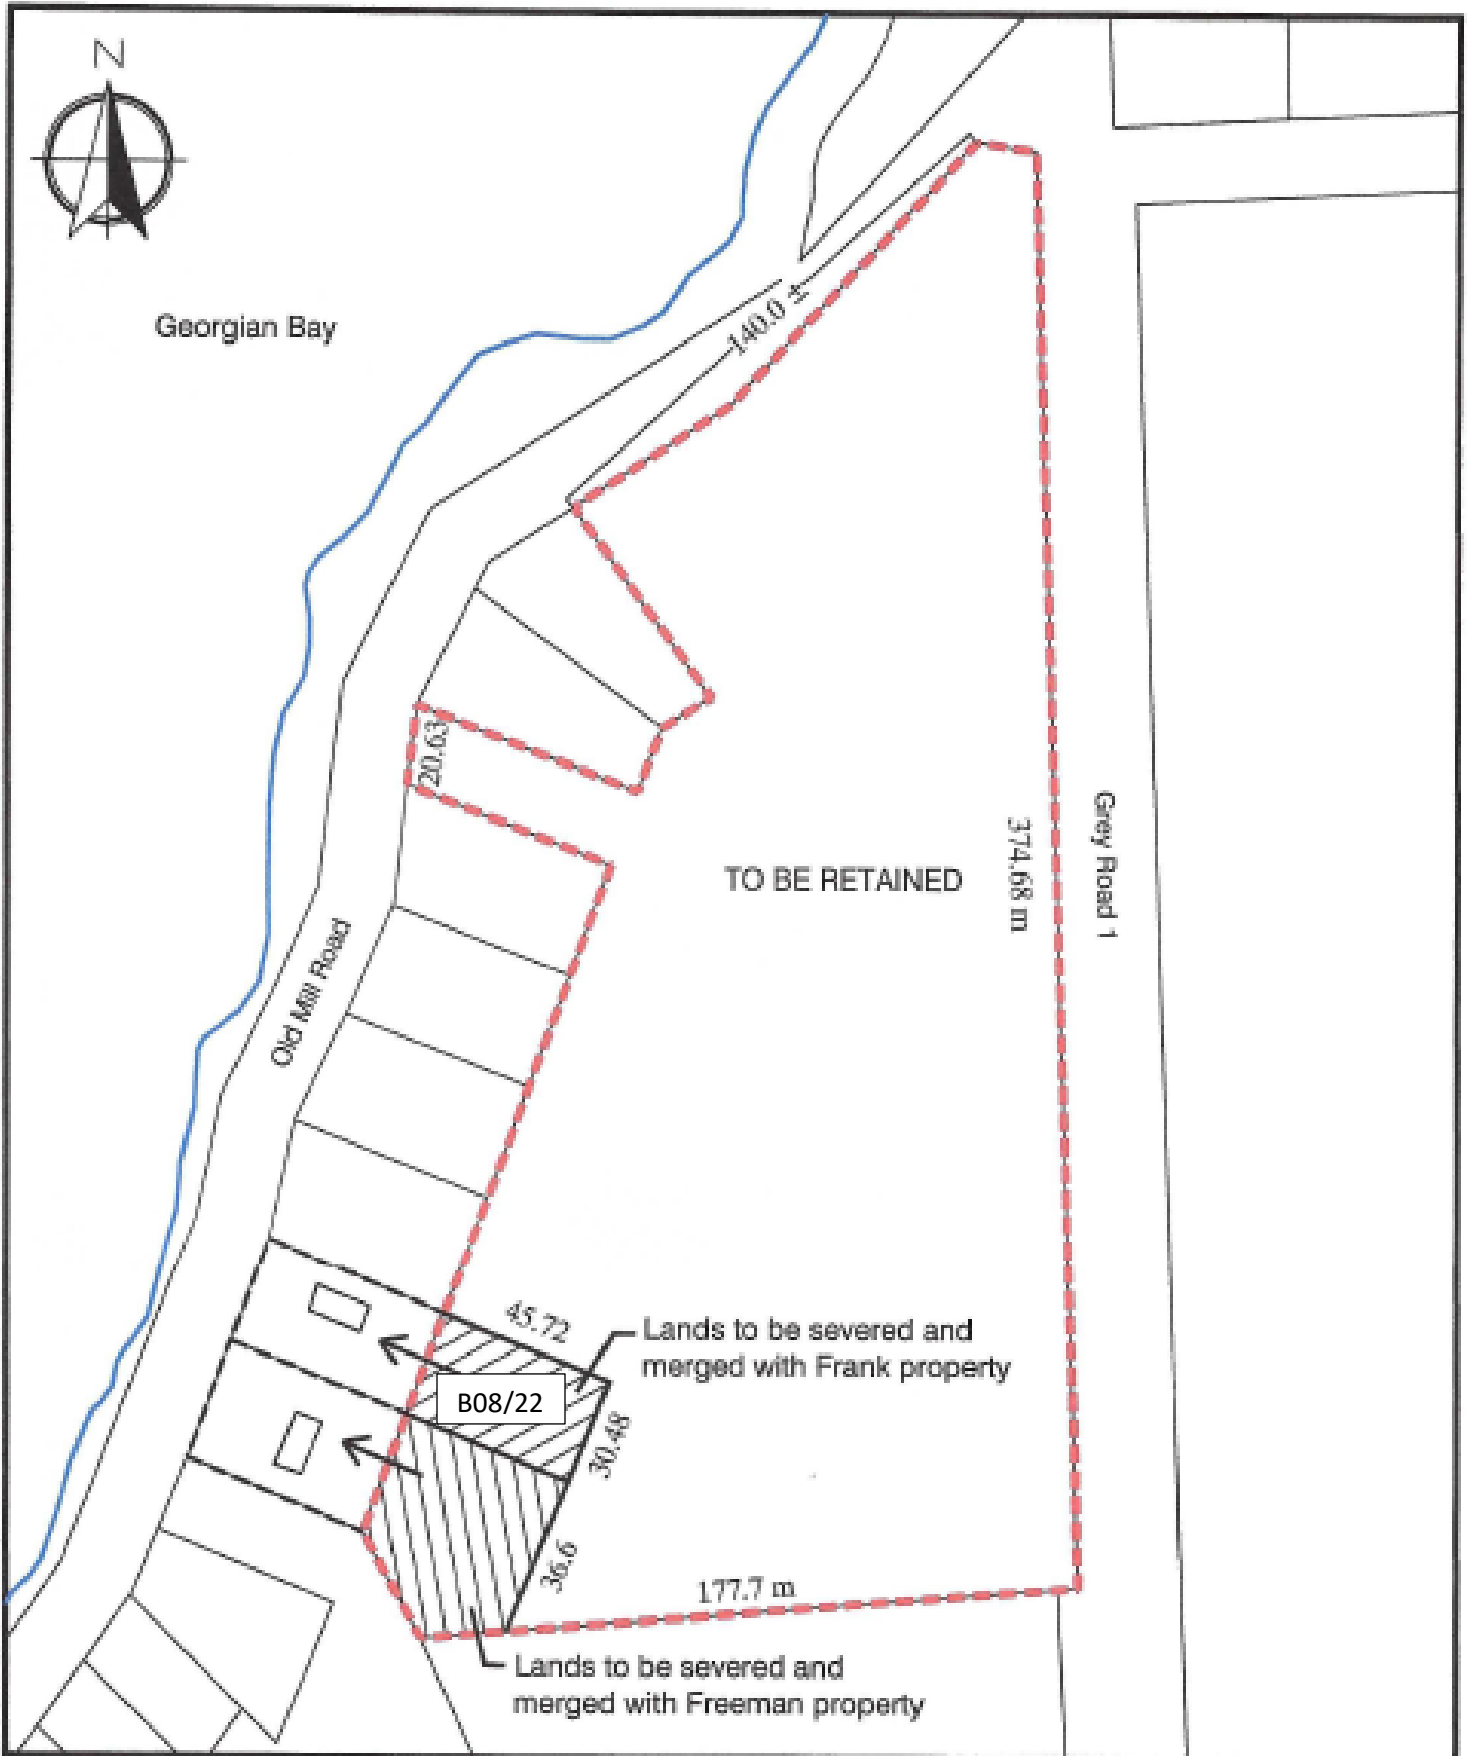 N
Georgian Bay
140.0 ±
20.63
TO BE RETAINED
374.68 m
Grey Road 1
Old Mill Road
45.72
Lands to be severed and
merged with Frank property
B08/22
30.48
36.6
177.7 m
Lands to be severed and
merged with Freeman property